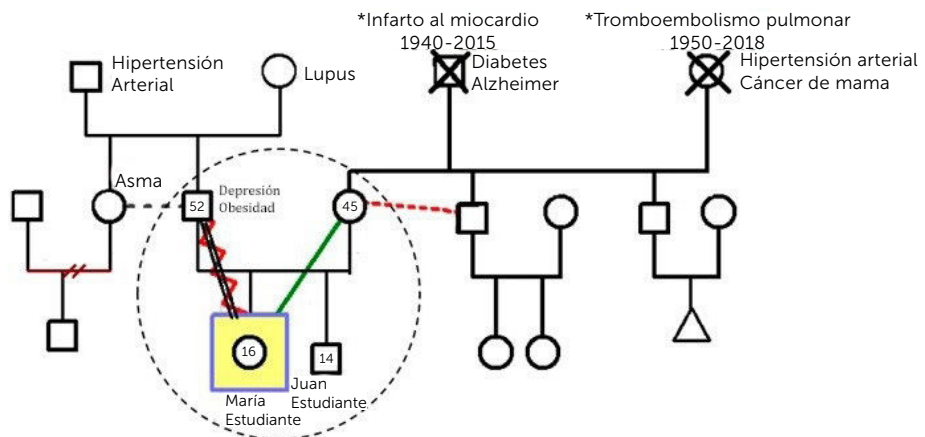 *Infarto al miocardio
1940-2015
*Tromboembolismo pulmonar
1950-2018
Hipertensión
Arterial
Lupus
Diabetes
Alzheimer
Hipertensión arterial
Cáncer de mama
Asma
52
Depresión
Obesidad
45
16
14
María
Estudiante
Juan
Estudiante